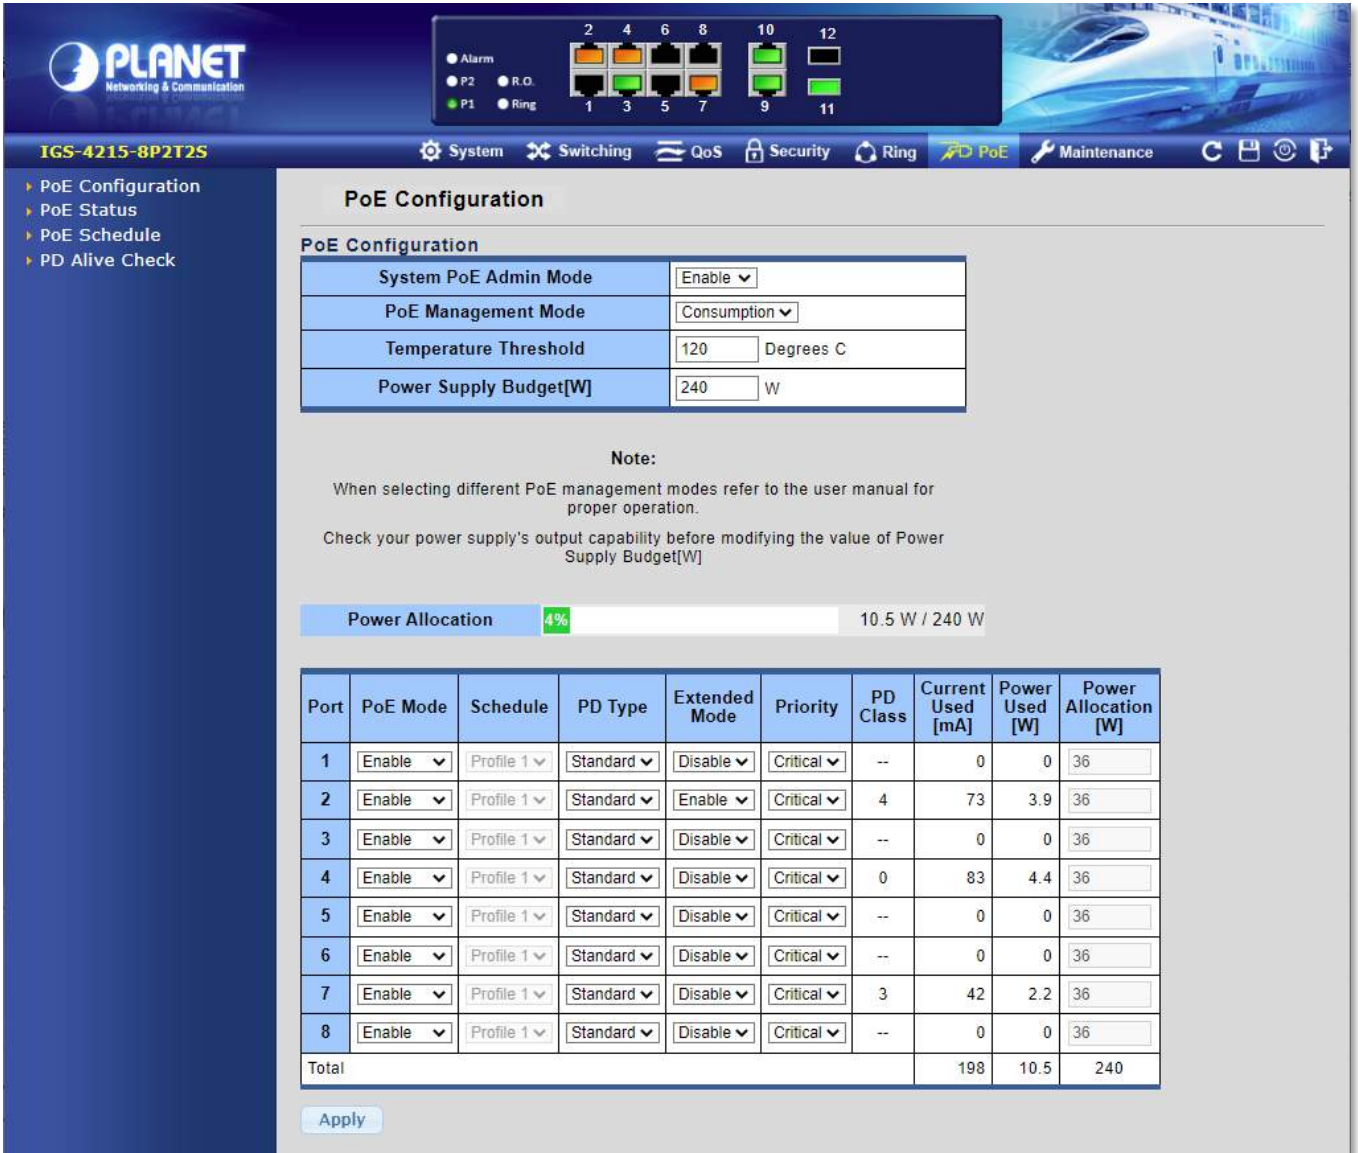 2 4 6 8 10 12
PLANET
Networking & Communication
Alarm
P2 R.O.
P1 Ring
1 3 5 7 9 11
IGS-4215-8P2T2S
System Switching QoS Security Ring PoE Maintenance
PoE Configuration
PoE Status
PoE Schedule
PD Alive Check
PoE Configuration
PoE Configuration
System PoE Admin Mode Enable
PoE Management Mode Consumption
Temperature Threshold 120 Degrees C
Power Supply Budget[W] 240 W
Note:
When selecting different PoE management modes refer to the user manual for
proper operation.
Check your power supply's output capability before modifying the value of Power
Supply Budget[W]
Power Allocation 4% 10.5 W / 240 W
Port PoE Mode Schedule PD Type Extended Mode Priority PD Class Current Used [mA] Power Used [W] Power Allocation [W]
1 Enable Profile 1 Standard Disable Critical -- 0 0 36
2 Enable Profile 1 Standard Enable Critical 4 73 3.9 36
3 Enable Profile 1 Standard Disable Critical -- 0 0 36
4 Enable Profile 1 Standard Disable Critical 0 83 4.4 36
5 Enable Profile 1 Standard Disable Critical -- 0 0 36
6 Enable Profile 1 Standard Disable Critical -- 0 0 36
7 Enable Profile 1 Standard Disable Critical 3 42 2.2 36
8 Enable Profile 1 Standard Disable Critical -- 0 0 36
Total 198 10.5 240
Apply